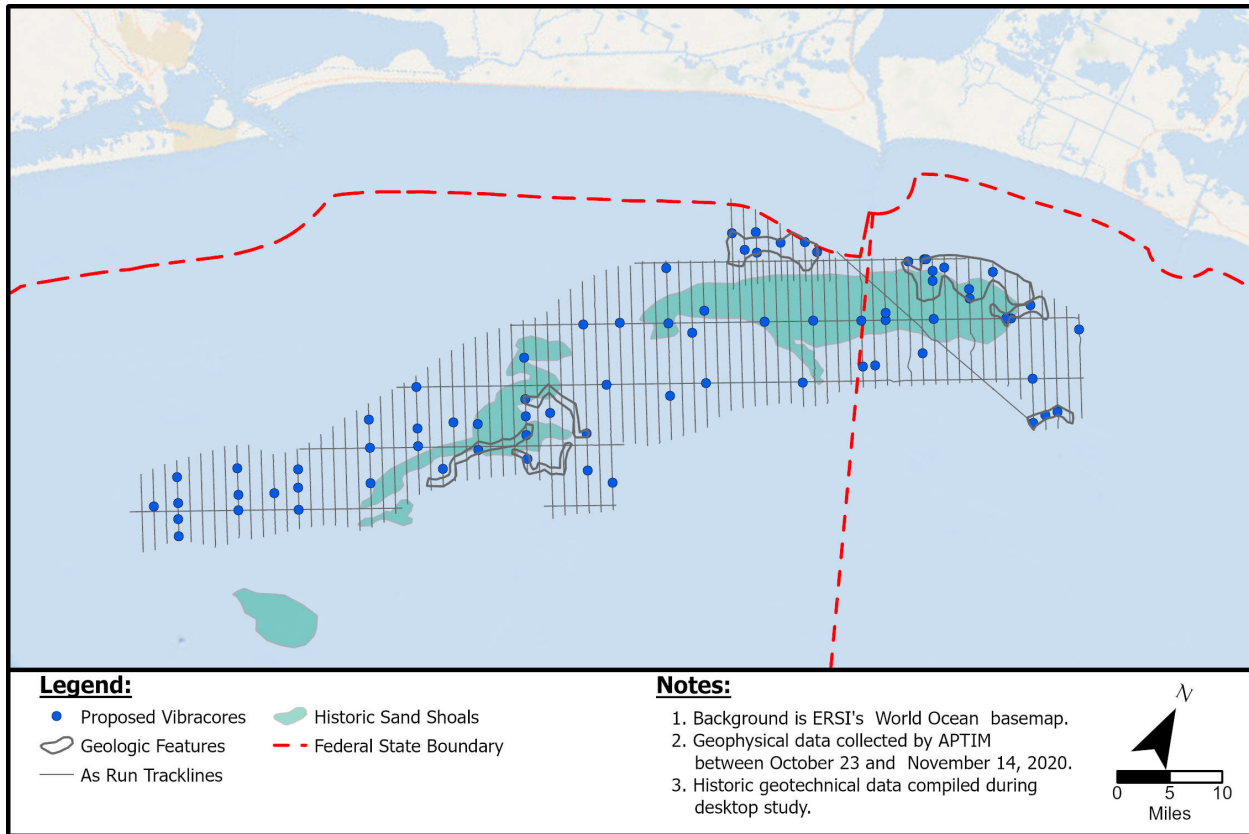 Legend:
Proposed Vibracores
Historic Sand Shoals
Geologic Features
Federal State Boundary
As Run Tracklines
Notes:
1. Background is ERSI's World Ocean basemap.
2. Geophysical data collected by APTIM
between October 23 and November 14, 2020.
3. Historic geotechnical data compiled during
desktop study.
N
0 5 10
Miles